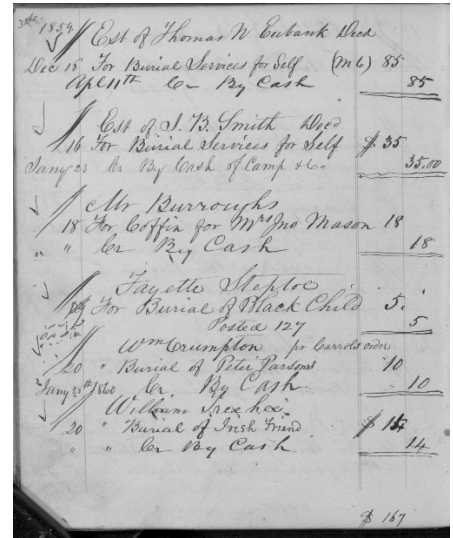 1859
Est of Thomas N Eubank Decd
Dec 15 For Burial Services for Self (M6) 85
Apl 11th Cr By Cash 85
Est of J. B. Smith Decd
16 For Burial Services for Self $ 35
Jany 23 Cr By Cash of Camp & Co. 35.00
Mr Burroughs
18 For Coffin for Mrs Jno Mason 18
" Cr By Cash 18
Fayette Steptoe
19 For Burial of Black Child 5.
Posted 127 5
Wm Crumpton pr Carrols order
20 " Burial of Peter Parsons 10
Jany 28th 1860 Cr By Cash 10
William
20 " Burial of Irish Friend $ 14
" " Cr By Cash 14
$ 167